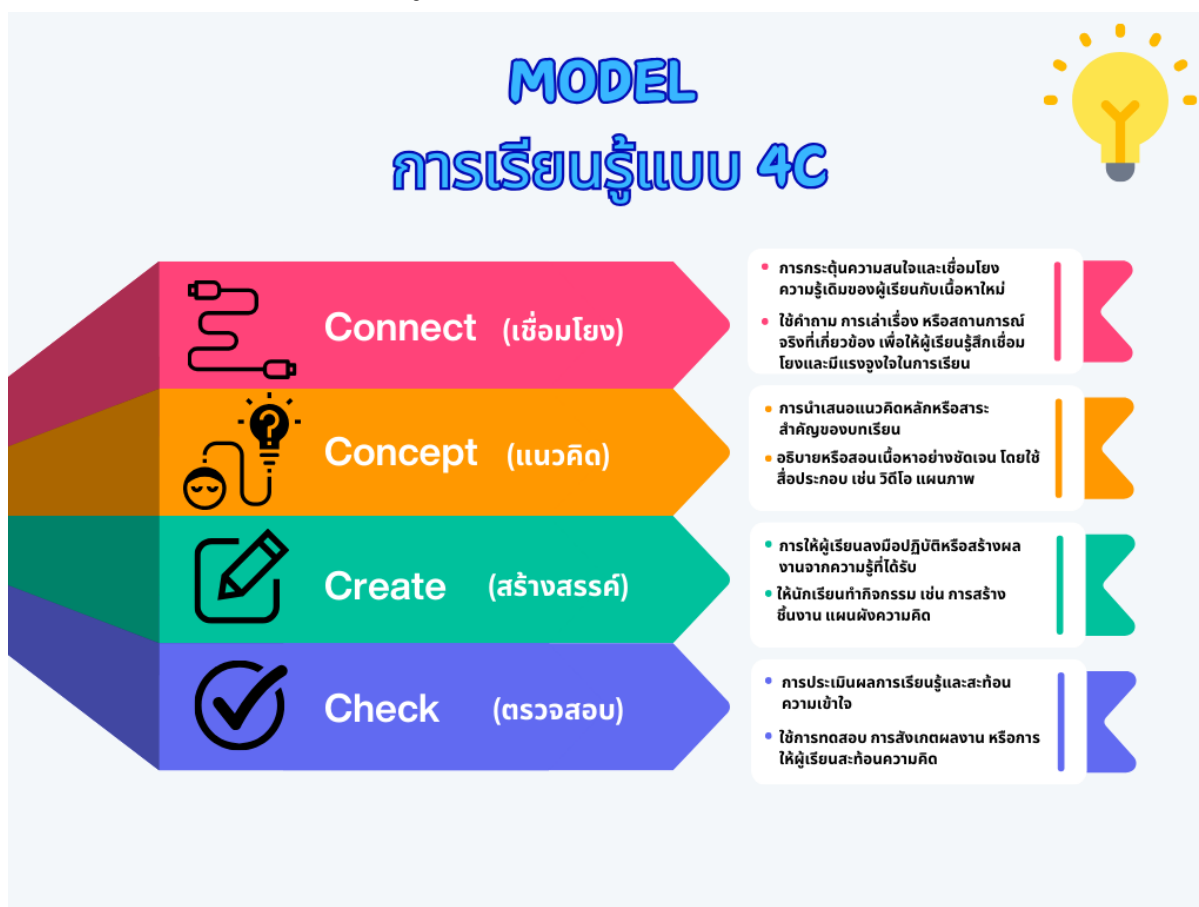 MODEL
การเรียนรู้แบบ 4C
Connect (เชื่อมโยง)
• การกระตุ้นความสนใจและเชื่อมโยง
ความรู้เดิมของผู้เรียนกับเนื้อหาใหม่
• ใช้คำถาม การเล่าเรื่อง หรือสถานการณ์
จริงที่เกี่ยวข้อง เพื่อให้ผู้เรียนรู้สึกเชื่อม
โยงและมีแรงจูงใจในการเรียน
Concept (แนวคิด)
• การนำเสนอแนวคิดหลักหรือสาระ
สำคัญของบทเรียน
• อธิบายหรือสอนเนื้อหาอย่างชัดเจน โดยใช้
สื่อประกอบ เช่น วิดีโอ แผนภาพ
Create (สร้างสรรค์)
• การให้ผู้เรียนลงมือปฏิบัติหรือสร้างผล
งานจากความรู้ที่ได้รับ
• ให้นักเรียนทำกิจกรรม เช่น การสร้าง
ชิ้นงาน แผนผังความคิด
Check (ตรวจสอบ)
• การประเมินผลการเรียนรู้และสะท้อน
ความเข้าใจ
• ใช้การทดสอบ การสังเกตผลงาน หรือการ
ให้ผู้เรียนสะท้อนความคิด